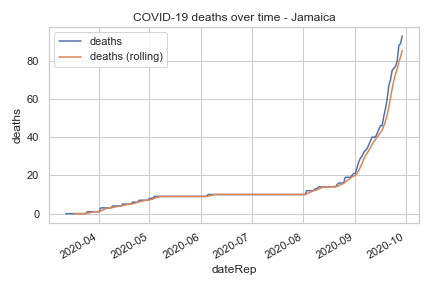 COVID-19 deaths over time - Jamaica
deaths
deaths (rolling)
80
60
40
20
0
deaths
2020-04
2020-05
2020-06
2020-07
2020-08
2020-09
2020-10
dateRep